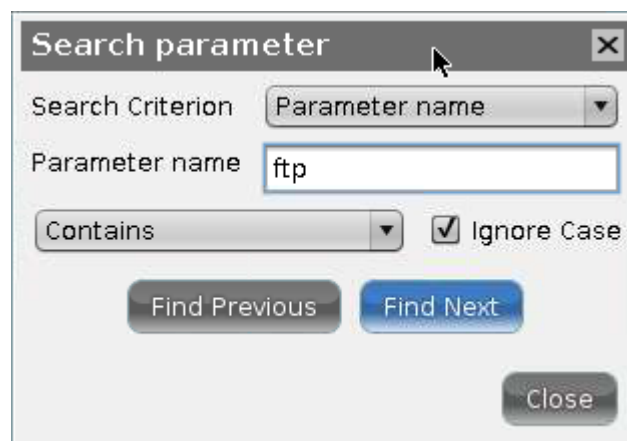 Search parameter
Search Criterion Parameter name
Parameter name ftp
Contains Ignore Case
Find Previous Find Next
Close